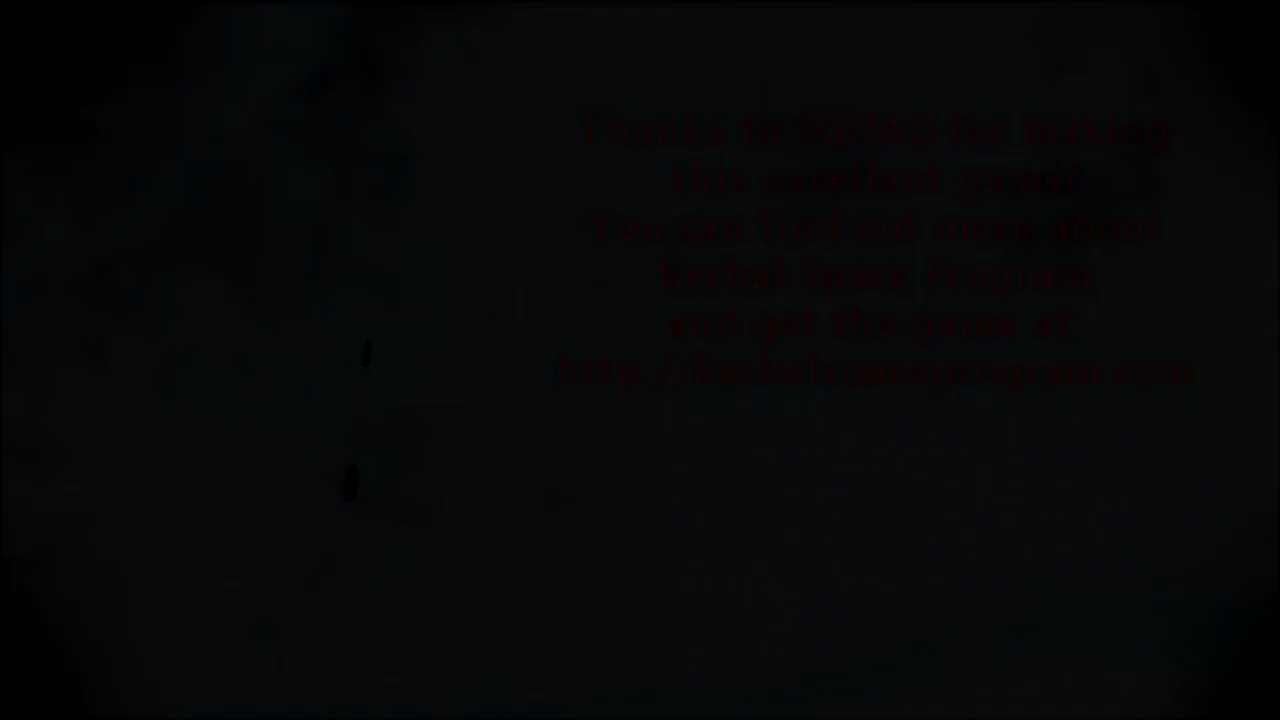 Thanks to SQUAD for making
this excellent game!
You can find out more about
Kerbal Space Program
and get the game at:
http://kerbalspaceprogram.com